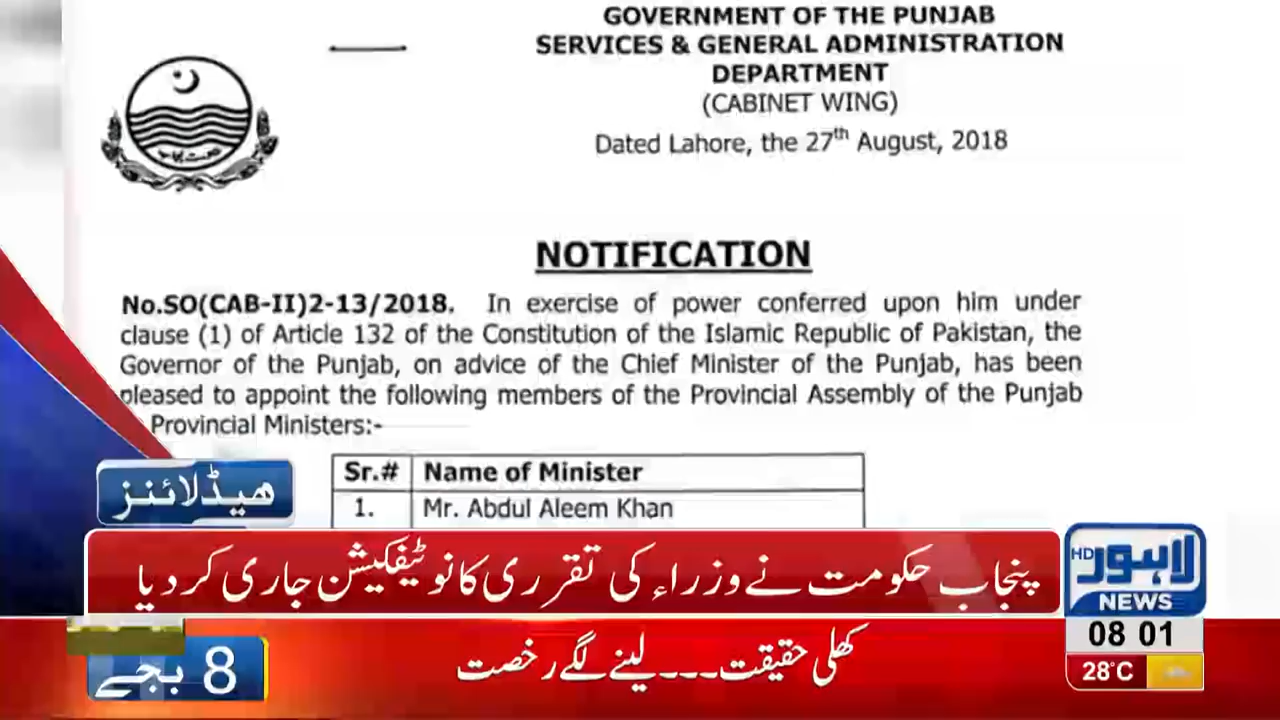 GOVERNMENT OF THE PUNJAB
SERVICES & GENERAL ADMINISTRATION
DEPARTMENT
(CABINET WING)
Dated Lahore, the 27th August, 2018
NOTIFICATION
No.SO(CAB-II)2-13/2018. In exercise of power conferred upon him under
clause (1) of Article 132 of the Constitution of the Islamic Republic of Pakistan, the
Governor of the Punjab, on advice of the Chief Minister of the Punjab, has been
pleased to appoint the following members of the Provincial Assembly of the Punjab
Provincial Ministers:-
Sr.# Name of Minister
1. Mr. Abdul Aleem Khan
ھیڈلائنز
پنجاب حکومت نے وزراء کی تقرری کا نوٹیفکیشن جاری کر دیا
لاہور HD
NEWS
08 01
28°C
کھلی حقیقت۔۔۔لینے لگے رخصت
8 بجے